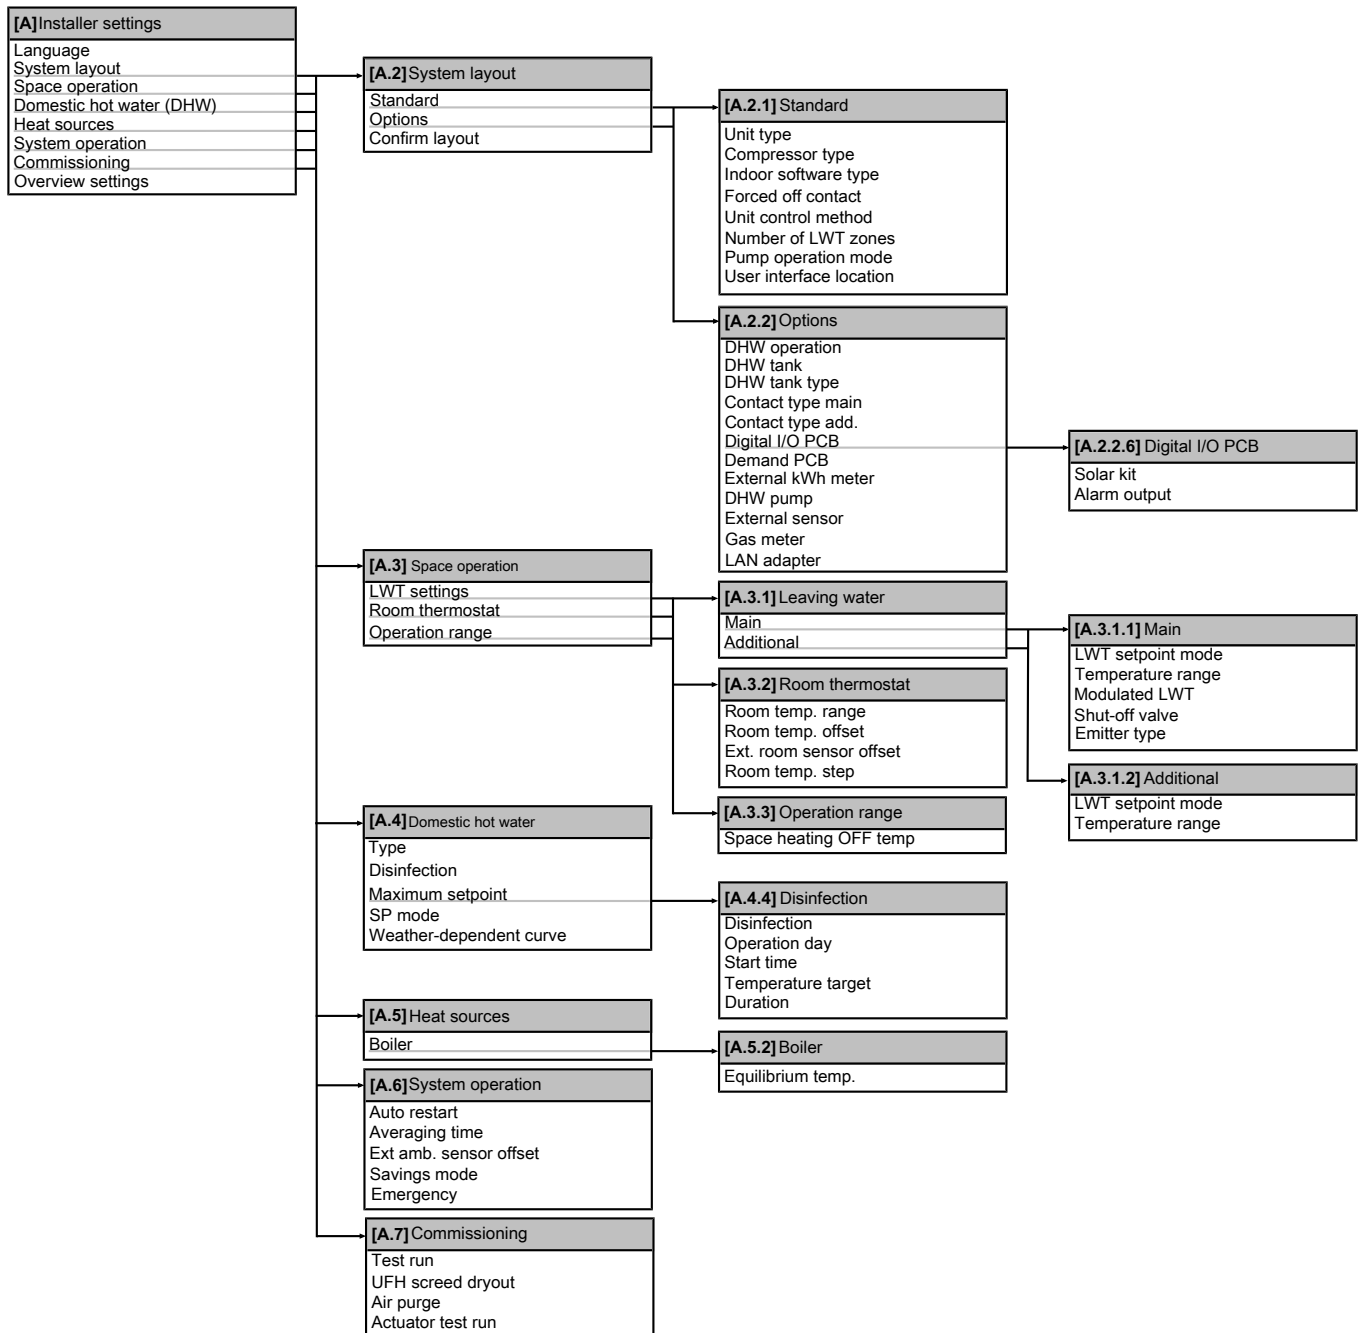 [A] Installer settings
Language
System layout
Space operation
Domestic hot water (DHW)
Heat sources
System operation
Commissioning
Overview settings
[A.2] System layout
Standard
Options
Confirm layout
[A.2.1] Standard
Unit type
Compressor type
Indoor software type
Forced off contact
Unit control method
Number of LWT zones
Pump operation mode
User interface location
[A.2.2] Options
DHW operation
DHW tank
DHW tank type
Contact type main
Contact type add.
Digital I/O PCB
Demand PCB
External kWh meter
DHW pump
External sensor
Gas meter
LAN adapter
[A.2.2.6] Digital I/O PCB
Solar kit
Alarm output
[A.3] Space operation
LWT settings
Room thermostat
Operation range
[A.3.1] Leaving water
Main
Additional
[A.3.1.1] Main
LWT setpoint mode
Temperature range
Modulated LWT
Shut-off valve
Emitter type
[A.3.1.2] Additional
LWT setpoint mode
Temperature range
[A.3.2] Room thermostat
Room temp. range
Room temp. offset
Ext. room sensor offset
Room temp. step
[A.3.3] Operation range
Space heating OFF temp
[A.4] Domestic hot water
Type
Disinfection
Maximum setpoint
SP mode
Weather-dependent curve
[A.4.4] Disinfection
Disinfection
Operation day
Start time
Temperature target
Duration
[A.5] Heat sources
Boiler
[A.5.2] Boiler
Equilibrium temp.
[A.6] System operation
Auto restart
Averaging time
Ext amb. sensor offset
Savings mode
Emergency
[A.7] Commissioning
Test run
UFH screed dryout
Air purge
Actuator test run